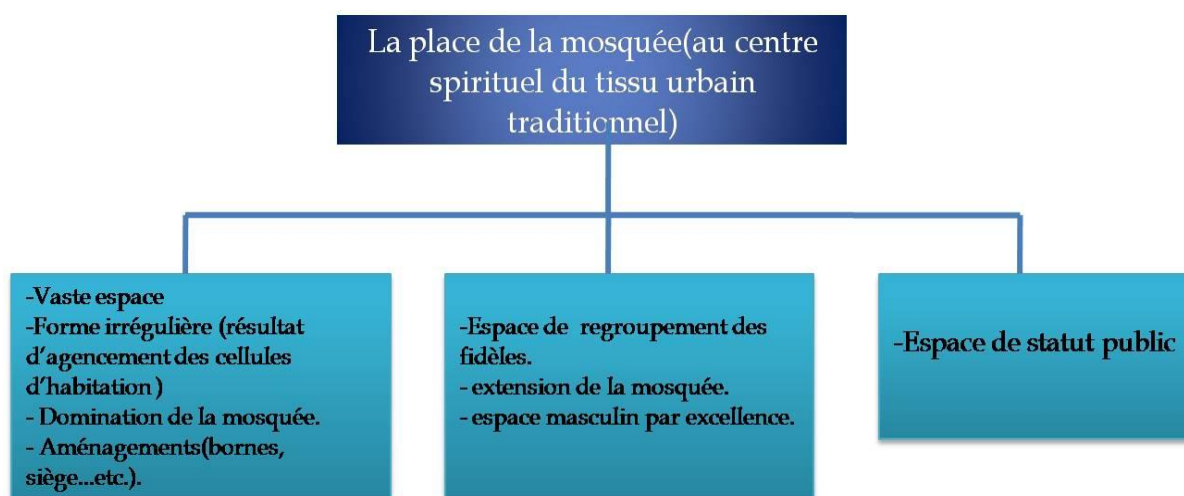 La place de la mosquée(au centre
spirituel du tissu urbain
traditionnel)
-Vaste espace
-Forme irrégulière (résultat
d'agencement des cellules
d'habitation )
- Domination de la mosquée.
- Aménagements(bornes,
siège...etc.).
-Espace de regroupement des
fidèles.
- extension de la mosquée.
- espace masculin par excellence.
-Espace de statut public